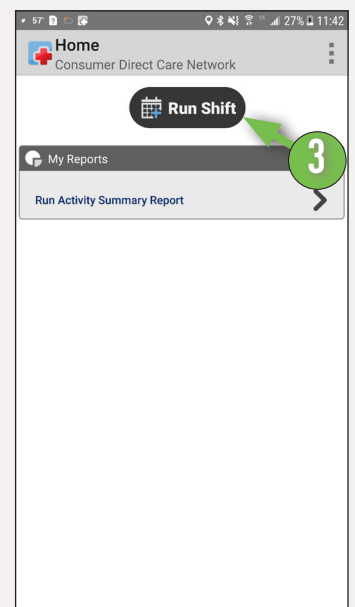 57° 27% 11:42
Home
Consumer Direct Care Network
Run Shift
3
My Reports
Run Activity Summary Report